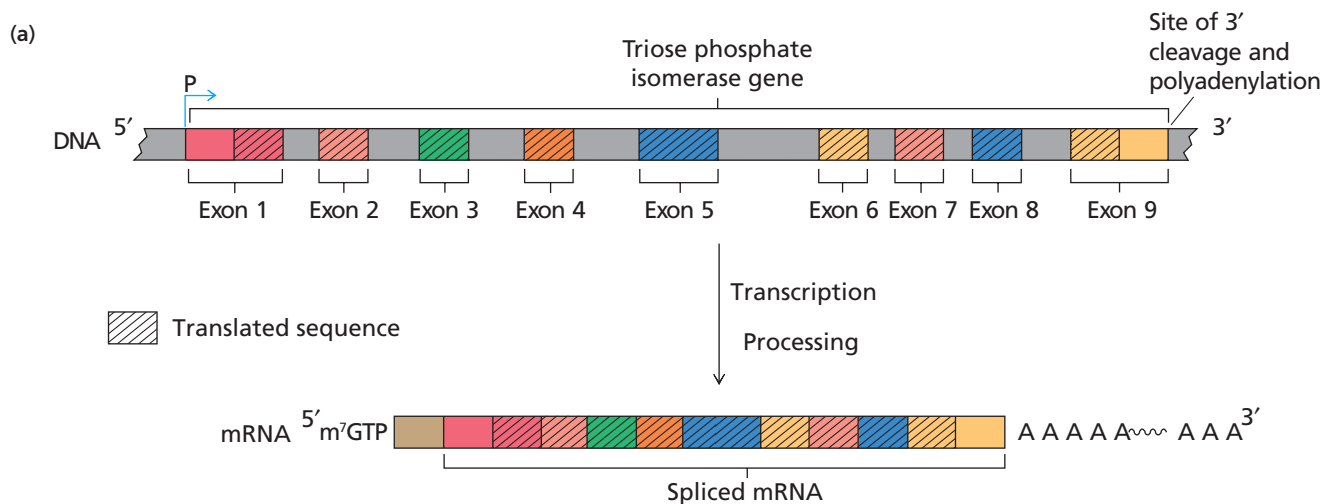 (a)
Triose phosphate
isomerase gene
Site of 3′
cleavage and
polyadenylation
P
DNA 5′ 3′
Exon 1 Exon 2 Exon 3 Exon 4 Exon 5 Exon 6 Exon 7 Exon 8 Exon 9
Transcription
Translated sequence
Processing
mRNA 5′ m⁷GTP A A A A A A A A 3′
Spliced mRNA